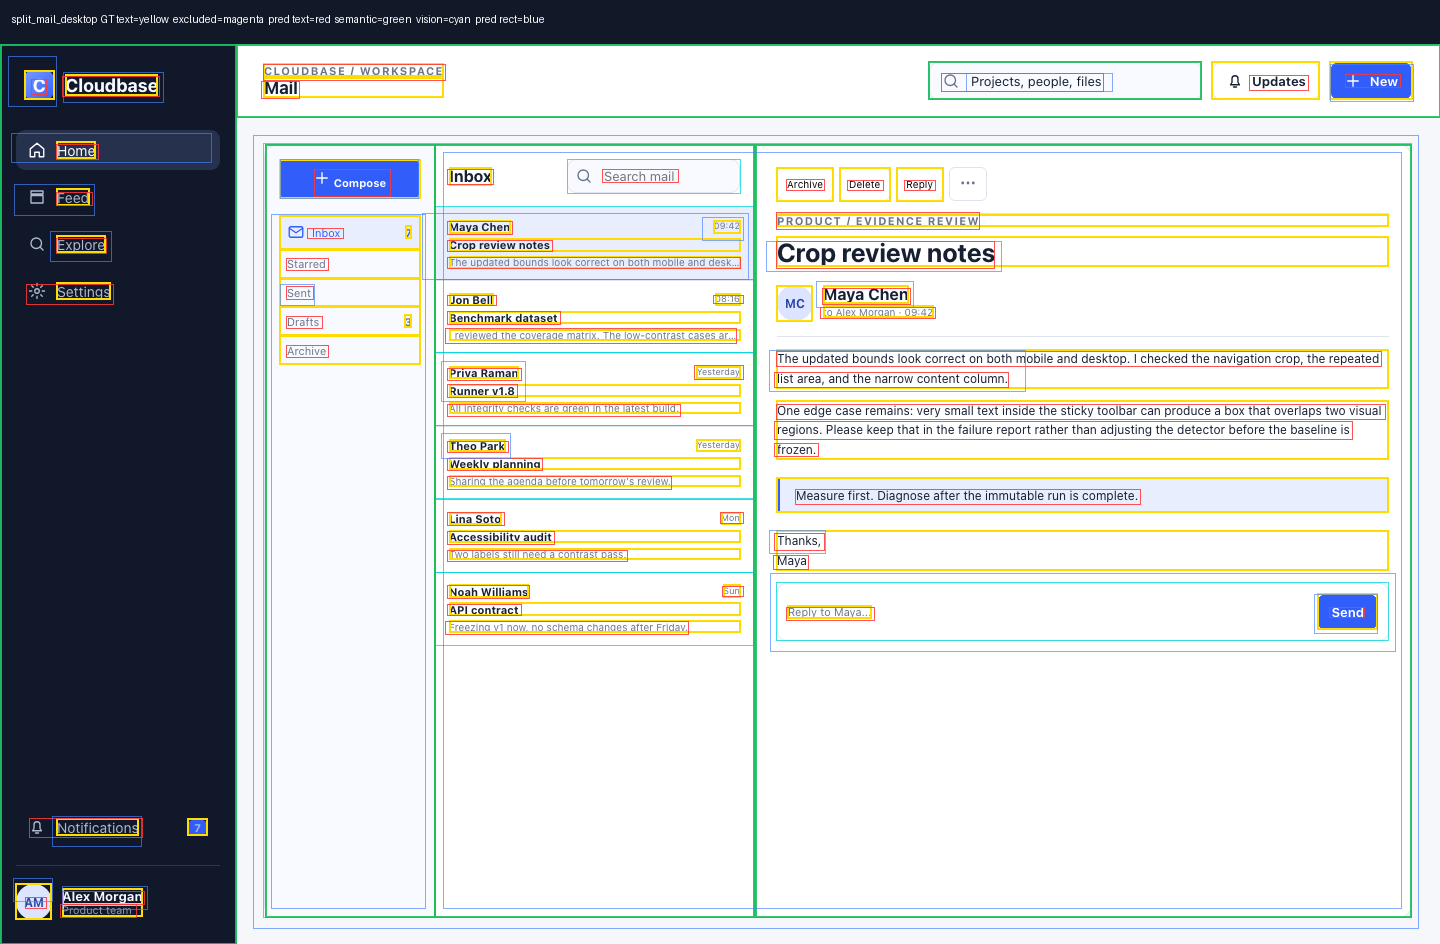 split_mail_desktop GT text=yellow excluded=magenta pred text=red semantic=green vision=cyan pred rect=blue
C Cloudbase
Home
Feed
Explore
Settings
Notifications 7
AM
Alex Morgan
Product team
CLOUDBASE / WORKSPACE
Mail
Projects, people, files
Updates
+ New
+ Compose
Inbox 7
Starred
Sent
Drafts 3
Archive
Inbox
Search mail
Maya Chen 09:42
Crop review notes
The updated bounds look correct on both mobile and desk...
Jon Bell 08:16
Benchmark dataset
I reviewed the coverage matrix. The low-contrast cases ar...
Priya Raman Yesterday
Runner v1.8
All integrity checks are green in the latest build.
Theo Park Yesterday
Weekly planning
Sharing the agenda before tomorrow's review.
Lina Soto Mon
Accessibility audit
Two labels still need a contrast pass.
Noah Williams Sun
API contract
Freezing v1 now, no schema changes after Friday.
Archive Delete Reply ...
PRODUCT / EVIDENCE REVIEW
Crop review notes
MC
Maya Chen
to Alex Morgan · 09:42
The updated bounds look correct on both mobile and desktop. I checked the navigation crop, the repeated
list area, and the narrow content column.
One edge case remains: very small text inside the sticky toolbar can produce a box that overlaps two visual
regions. Please keep that in the failure report rather than adjusting the detector before the baseline is
frozen.
Measure first. Diagnose after the immutable run is complete.
Thanks,
Maya
Reply to Maya...
Send